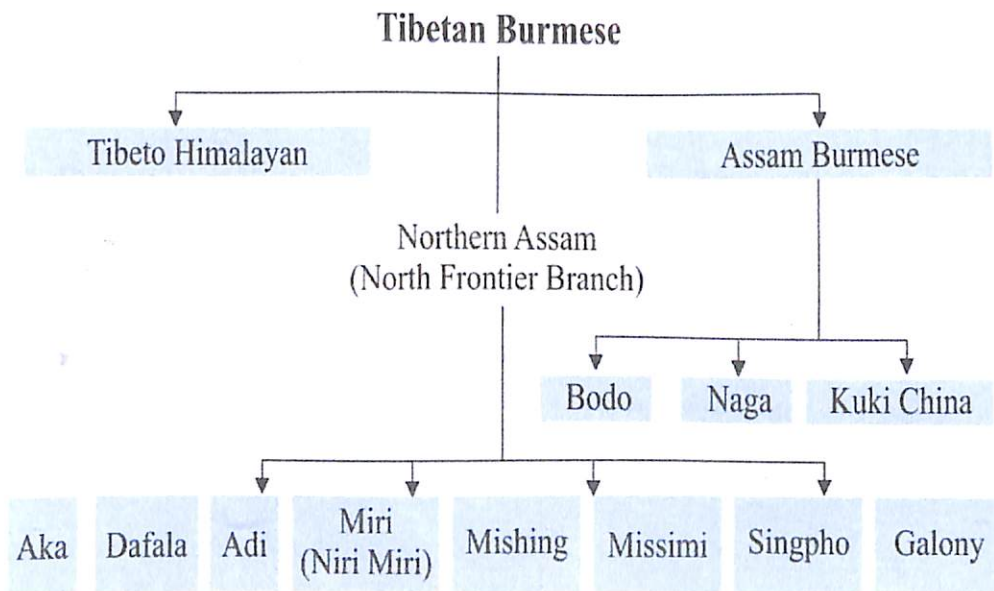 Tibetan Burmese
Tibeto Himalayan
Assam Burmese
Northern Assam
(North Frontier Branch)
Bodo
Naga
Kuki China
Aka
Dafala
Adi
Miri
(Niri Miri)
Mishing
Missimi
Singpho
Galony